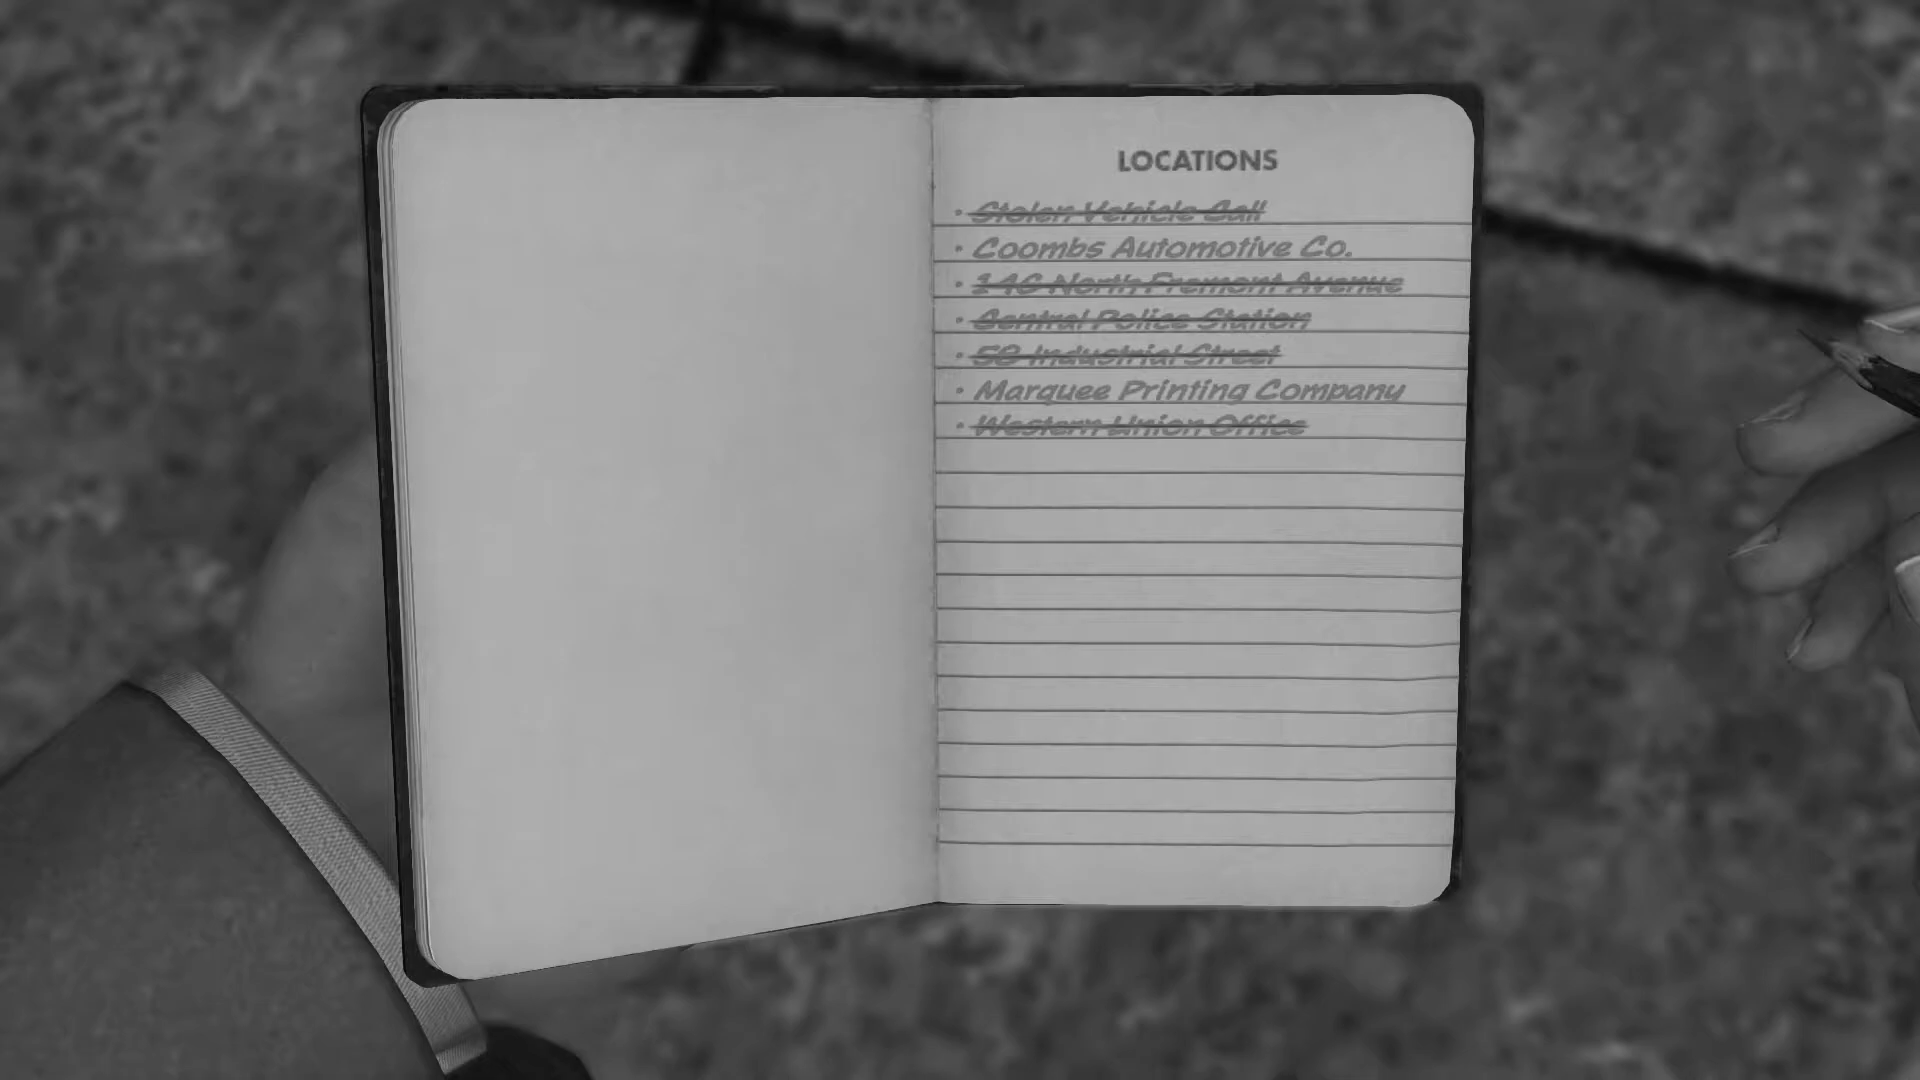 LOCATIONS
• Stolen Vehicle Call
• Coombs Automotive Co.
• 146 North Fremont Avenue
• Central Police Station
• Industrial Street
• Marquee Printing Company
• Western Union Office